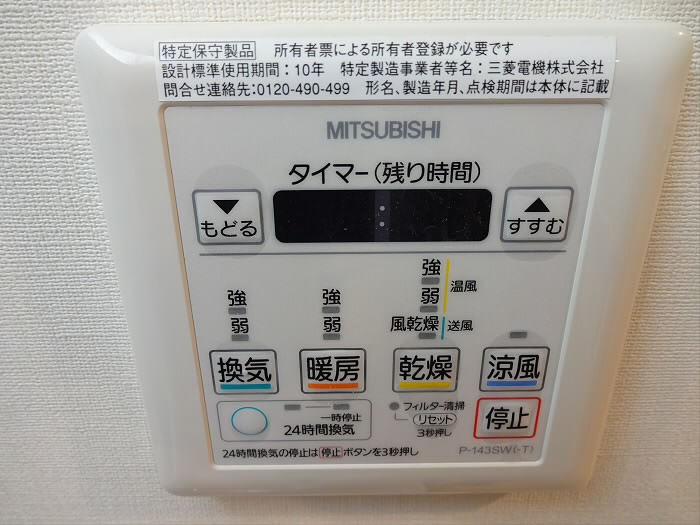 特定保守製品 所有者票による所有者登録が必要です
設計標準使用期間：10年 特定製造事業者等名：三菱電機株式会社
問合せ連絡先:0120-490-499 形名、製造年月、点検期間は本体に記載
MITSUBISHI
タイマー(残り時間)
▼ ▲
もどる : すすむ
強
強 強 弱 温風
弱 弱 風乾燥 送風
換気 暖房 乾燥 涼風
一時停止 フィルター清掃
24時間換気 リセット 停止
3秒押し
24時間換気の停止は 停止 ボタンを3秒押し P-143SW(-T)